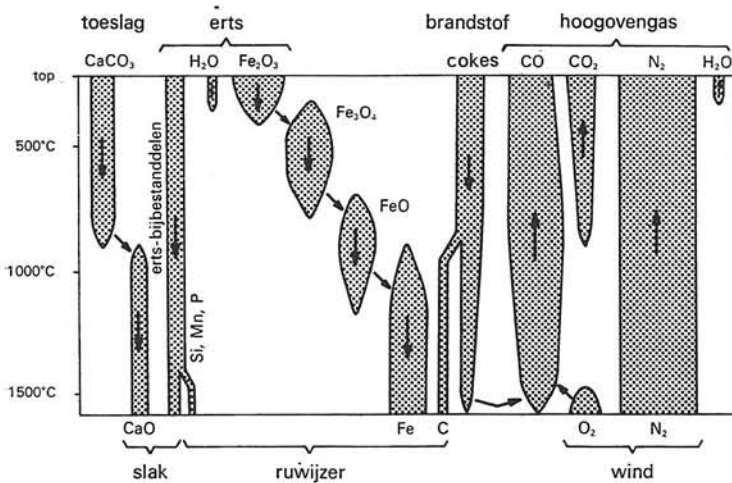 toeslag erts brandstof hoogovengas
CaCO₃ H₂O Fe₂O₃ cokes CO CO₂ N₂ H₂O
top
Fe₃O₄
500°C
FeO
erts-bijbestanddelen
1000°C
Si, Mn, P
1500°C
CaO Fe C O₂ N₂
slak ruwijzer wind